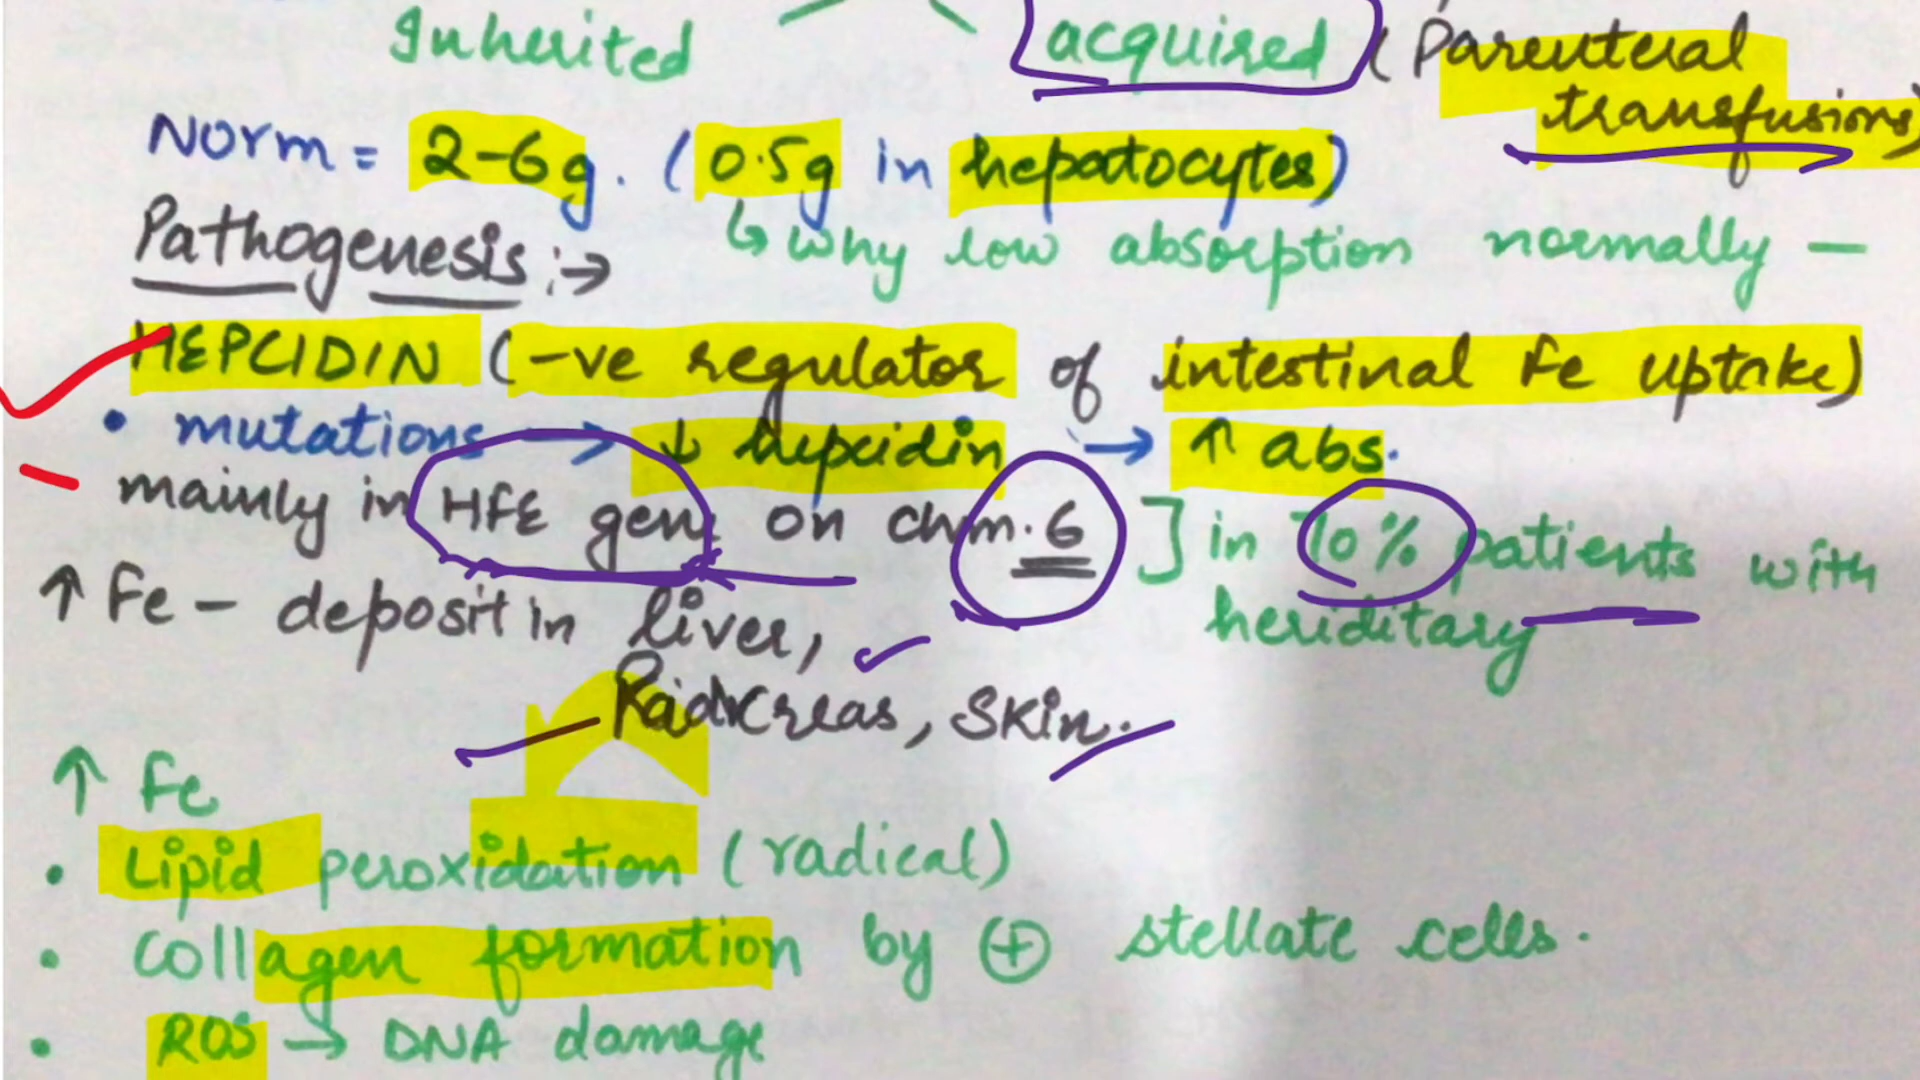 Inherited acquired (Parenteral
transfusions)
Norm = 2-6g. (0.5g in hepatocytes)
Pathogenesis :→ ↳ why low absorption normally —
HEPCIDIN (-ve regulator of intestinal Fe uptake)
• mutations → ↓ hepcidin → ↑ abs.
mainly in HFE gene on chm. 6 ] in 70% patients with
heriditary
↑ Fe - deposit in liver,
Skin.
↑ Fe
• Lipid peroxidation (radical)
• collagen formation by ⊕ stellate cells.
• ROS → DNA damage